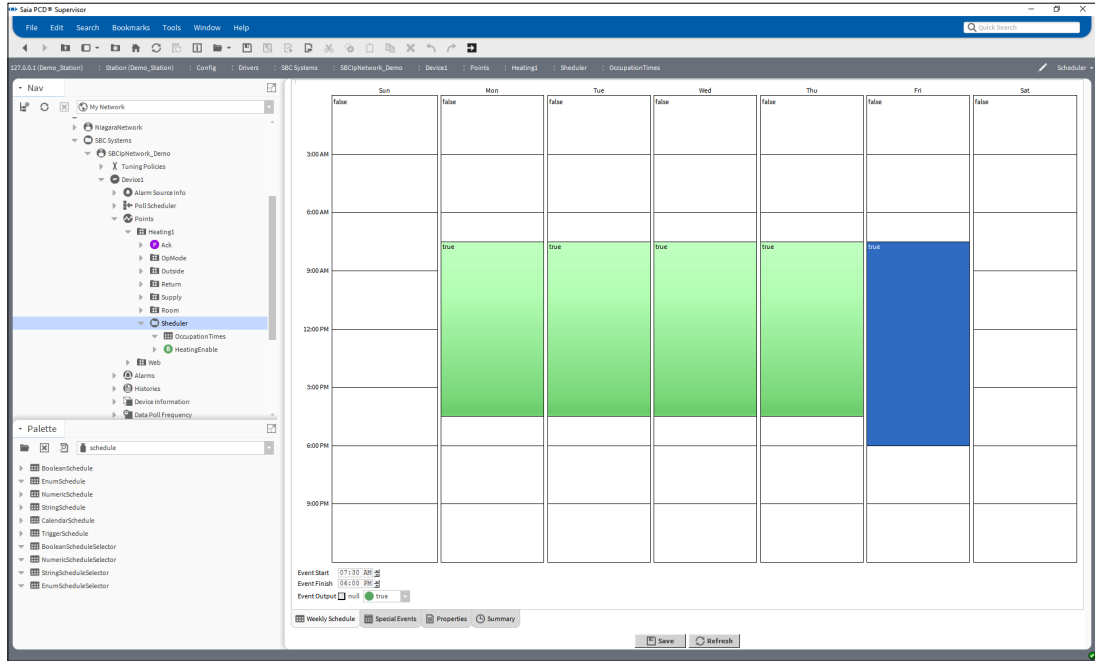 Saia PCD® Supervisor
File Edit Search Bookmarks Tools Window Help
Quick Search
127.0.0.1 (Demo_Station) : Station (Demo_Station) : Config : Drivers : SBC Systems : SBCIpNetwork_Demo : Device1 : Points : Heating1 : Sheduler : OccupationTimes
Scheduler
Nav
My Network
NiagaraNetwork
SBC Systems
SBCIpNetwork_Demo
Tuning Policies
Device1
Alarm Source Info
Poll Scheduler
Points
Heating1
Ack
OpMode
Outside
Return
Supply
Room
Sheduler
OccupationTimes
HeatingEnable
Web
Alarms
Histories
Device Information
Data Poll Frequency
Palette
schedule
BooleanSchedule
EnumSchedule
NumericSchedule
StringSchedule
CalendarSchedule
TriggerSchedule
BooleanScheduleSelector
NumericScheduleSelector
StringScheduleSelector
EnumScheduleSelector
Sun Mon Tue Wed Thu Fri Sat
false false false false false false false
3:00 AM
6:00 AM
true true true true true
9:00 AM
12:00 PM
3:00 PM
6:00 PM
9:00 PM
Event Start 07:30 AM
Event Finish 06:00 PM
Event Output null true
Weekly Schedule Special Events Properties Summary
Save Refresh